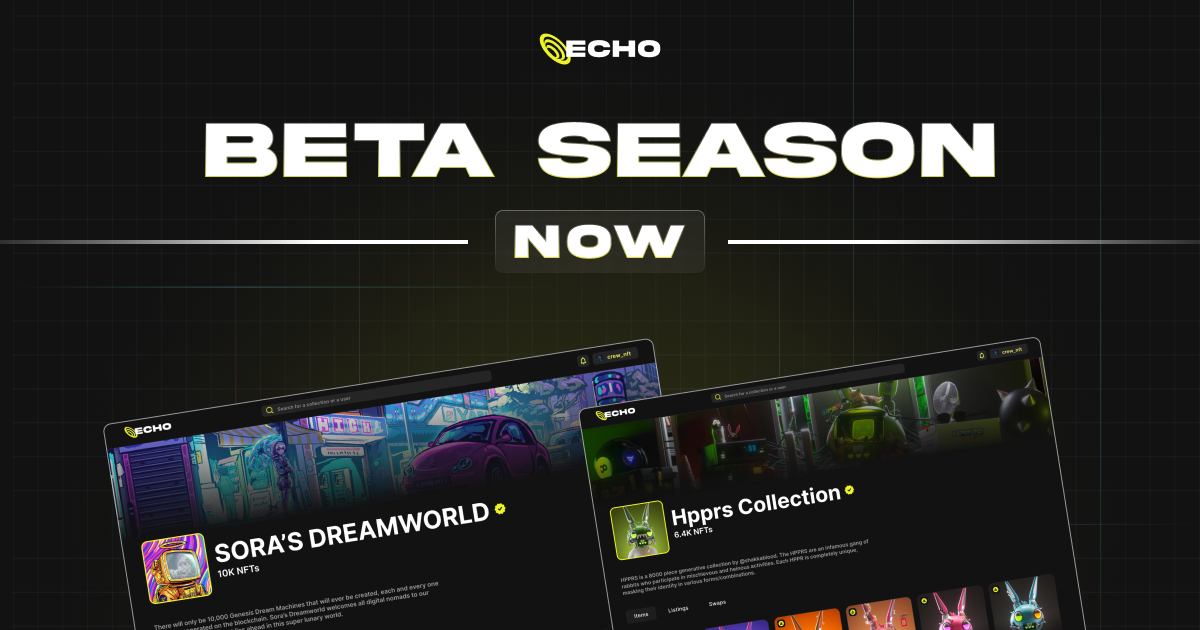 ECHO
BETA SEASON
NOW
crew_nft
Search for a collection or a user
ECHO
SORA'S DREAMWORLD
10K NFTs
There will only be 10,000 Genesis Dream Machines that will ever be created, each and every one
generated on the blockchain. Sora's Dreamworld welcomes all digital nomads to our
ahead in this super lunary world.
crew_nft
Search for a collection or a user
ECHO
Hpprs Collection
6.4K NFTs
HPPRS is a 8000 piece generative collection by @shakkablood. The HPPRS are an infamous gang of
rabbits who participate in mischievous and heinous activities. Each HPPR is completely unique,
masking their identity in various forms/combinations.
Items Listings Swaps